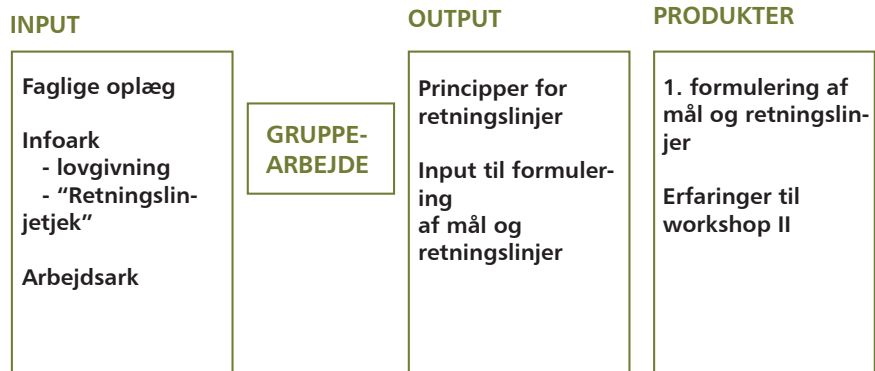 INPUT
Faglige oplæg
Infoark
- lovgivning
- “Retningslin-
jetjek”
Arbejdsark
GRUPPE-
ARBEJDE
OUTPUT
Principper for
retningslinjer
Input til formuler-
ing
af mål og
retningslinjer
PRODUKTER
1. formulering af
mål og retningslin-
jer
Erfaringer til
workshop II